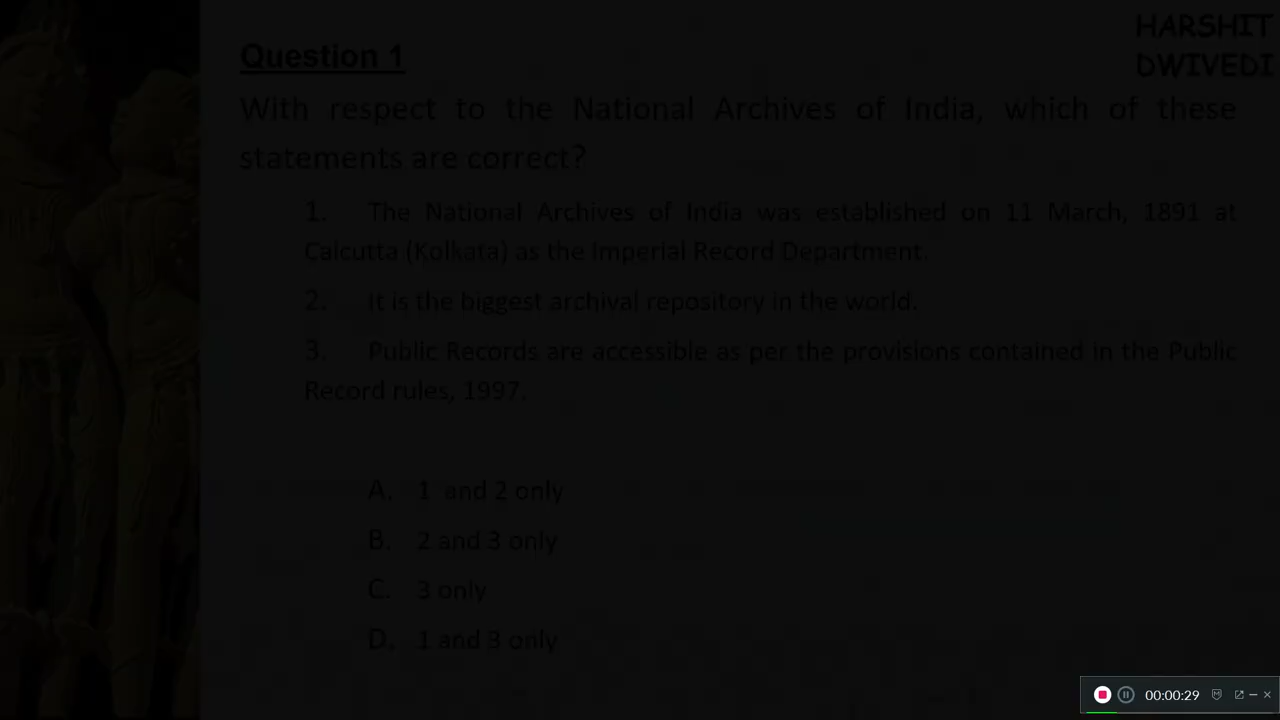 HARSHIT
DWIVEDI
Question 1
With respect to the National Archives of India, which of these
statements are correct?
1. The National Archives of India was established on 11 March, 1891 at
Calcutta (Kolkata) as the Imperial Record Department.
2. It is the biggest archival repository in the world.
3. Public Records are accessible as per the provisions contained in the Public
Record rules, 1997.
A. 1 and 2 only
B. 2 and 3 only
C. 3 only
D. 1 and 3 only
00:00:29